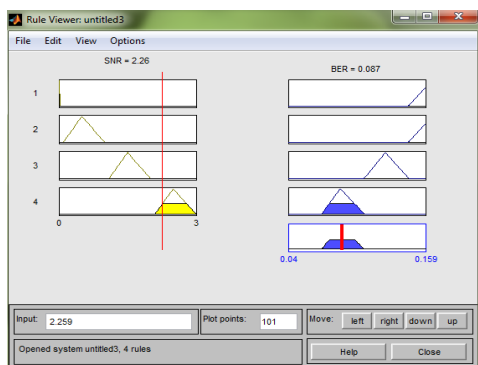 Rule Viewer: untitled3
File Edit View Options
SNR = 2.26
BER = 0.087
1
2
3
4
0 3
0.04 0.159
Input: 2.259 Plot points: 101 Move: left right down up
Opened system untitled3, 4 rules Help Close